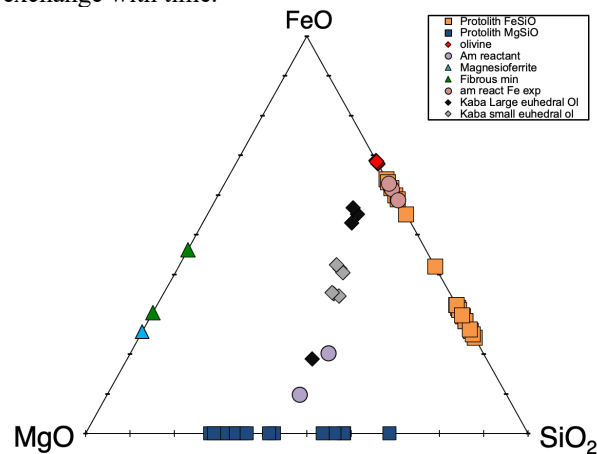 exchange with time.
FeO
Protolith FeSiO
Protolith MgSiO
olivine
Am reactant
Magnesioferrite
Fibrous min
am react Fe exp
Kaba Large euhedral Ol
Kaba small euhedral ol
MgO
SiO₂